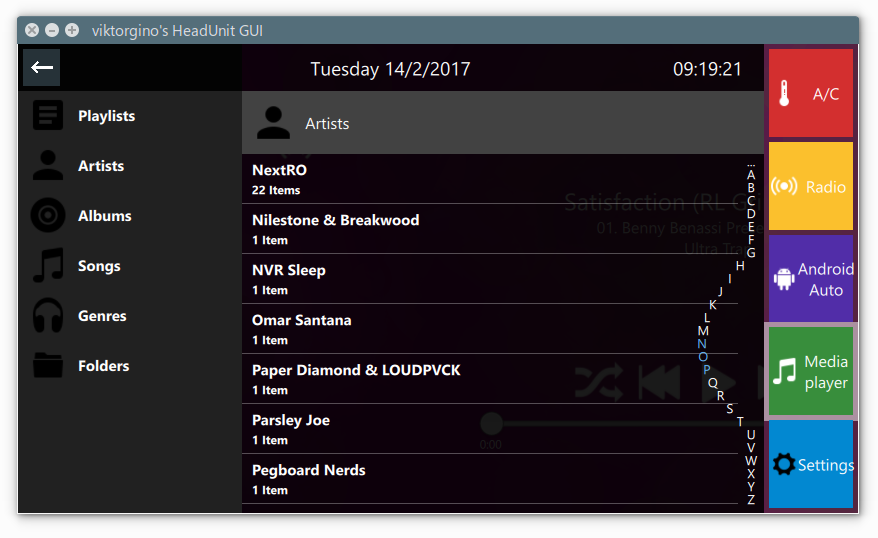 viktorgino's HeadUnit GUI
Tuesday 14/2/2017
09:19:21
Playlists
Artists
Albums
Songs
Genres
Folders
Artists
NextRO
22 Items
Nilestone & Breakwood
1 Item
NVR Sleep
1 Item
Omar Santana
1 Item
Paper Diamond & LOUDPVCK
1 Item
Parsley Joe
1 Item
Pegboard Nerds
1 Item
Satisfaction (RL G
01. Benny Benassi Pre
Ultra Tra
0:00
...
A
B
C
D
E
F
G
H
I
J
K
L
M
N
O
P
Q
R
S
T
U
V
W
X
Y
Z
A/C
Radio
Android
Auto
Media
player
Settings